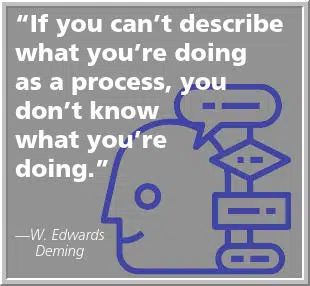 “If you can’t describe
what you’re doing
as a process, you
don’t know
what you’re
doing.”
—W. Edwards
Deming